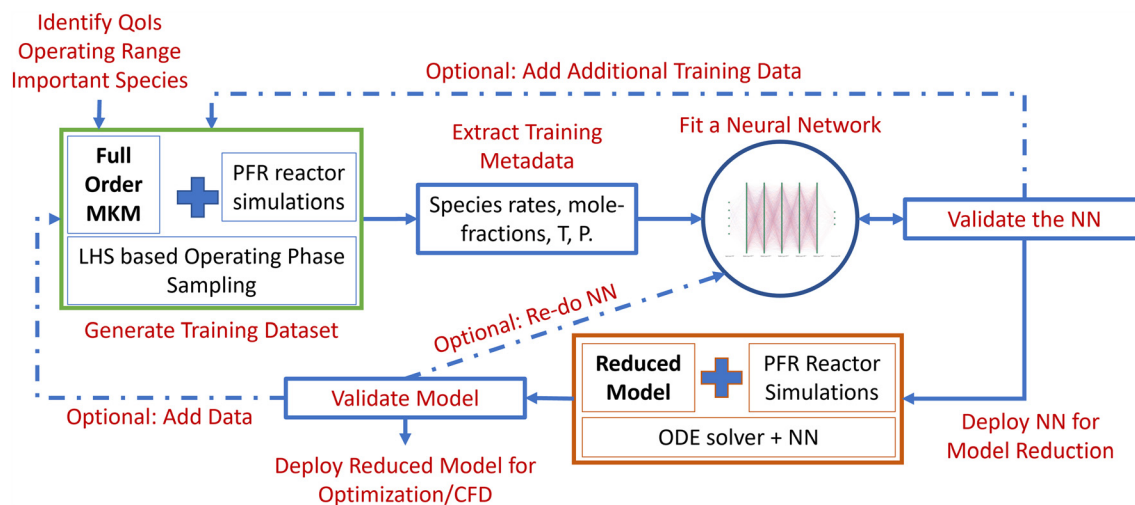 Identify QoIs
Operating Range
Important Species
Optional: Add Additional Training Data
Full
Order
MKM
PFR reactor
simulations
LHS based Operating Phase
Sampling
Generate Training Dataset
Extract Training
Metadata
Species rates, mole-
fractions, T, P.
Fit a Neural Network
Validate the NN
Optional: Re-do NN
Reduced
Model
PFR Reactor
Simulations
ODE solver + NN
Deploy NN for
Model Reduction
Validate Model
Optional: Add Data
Deploy Reduced Model for
Optimization/CFD